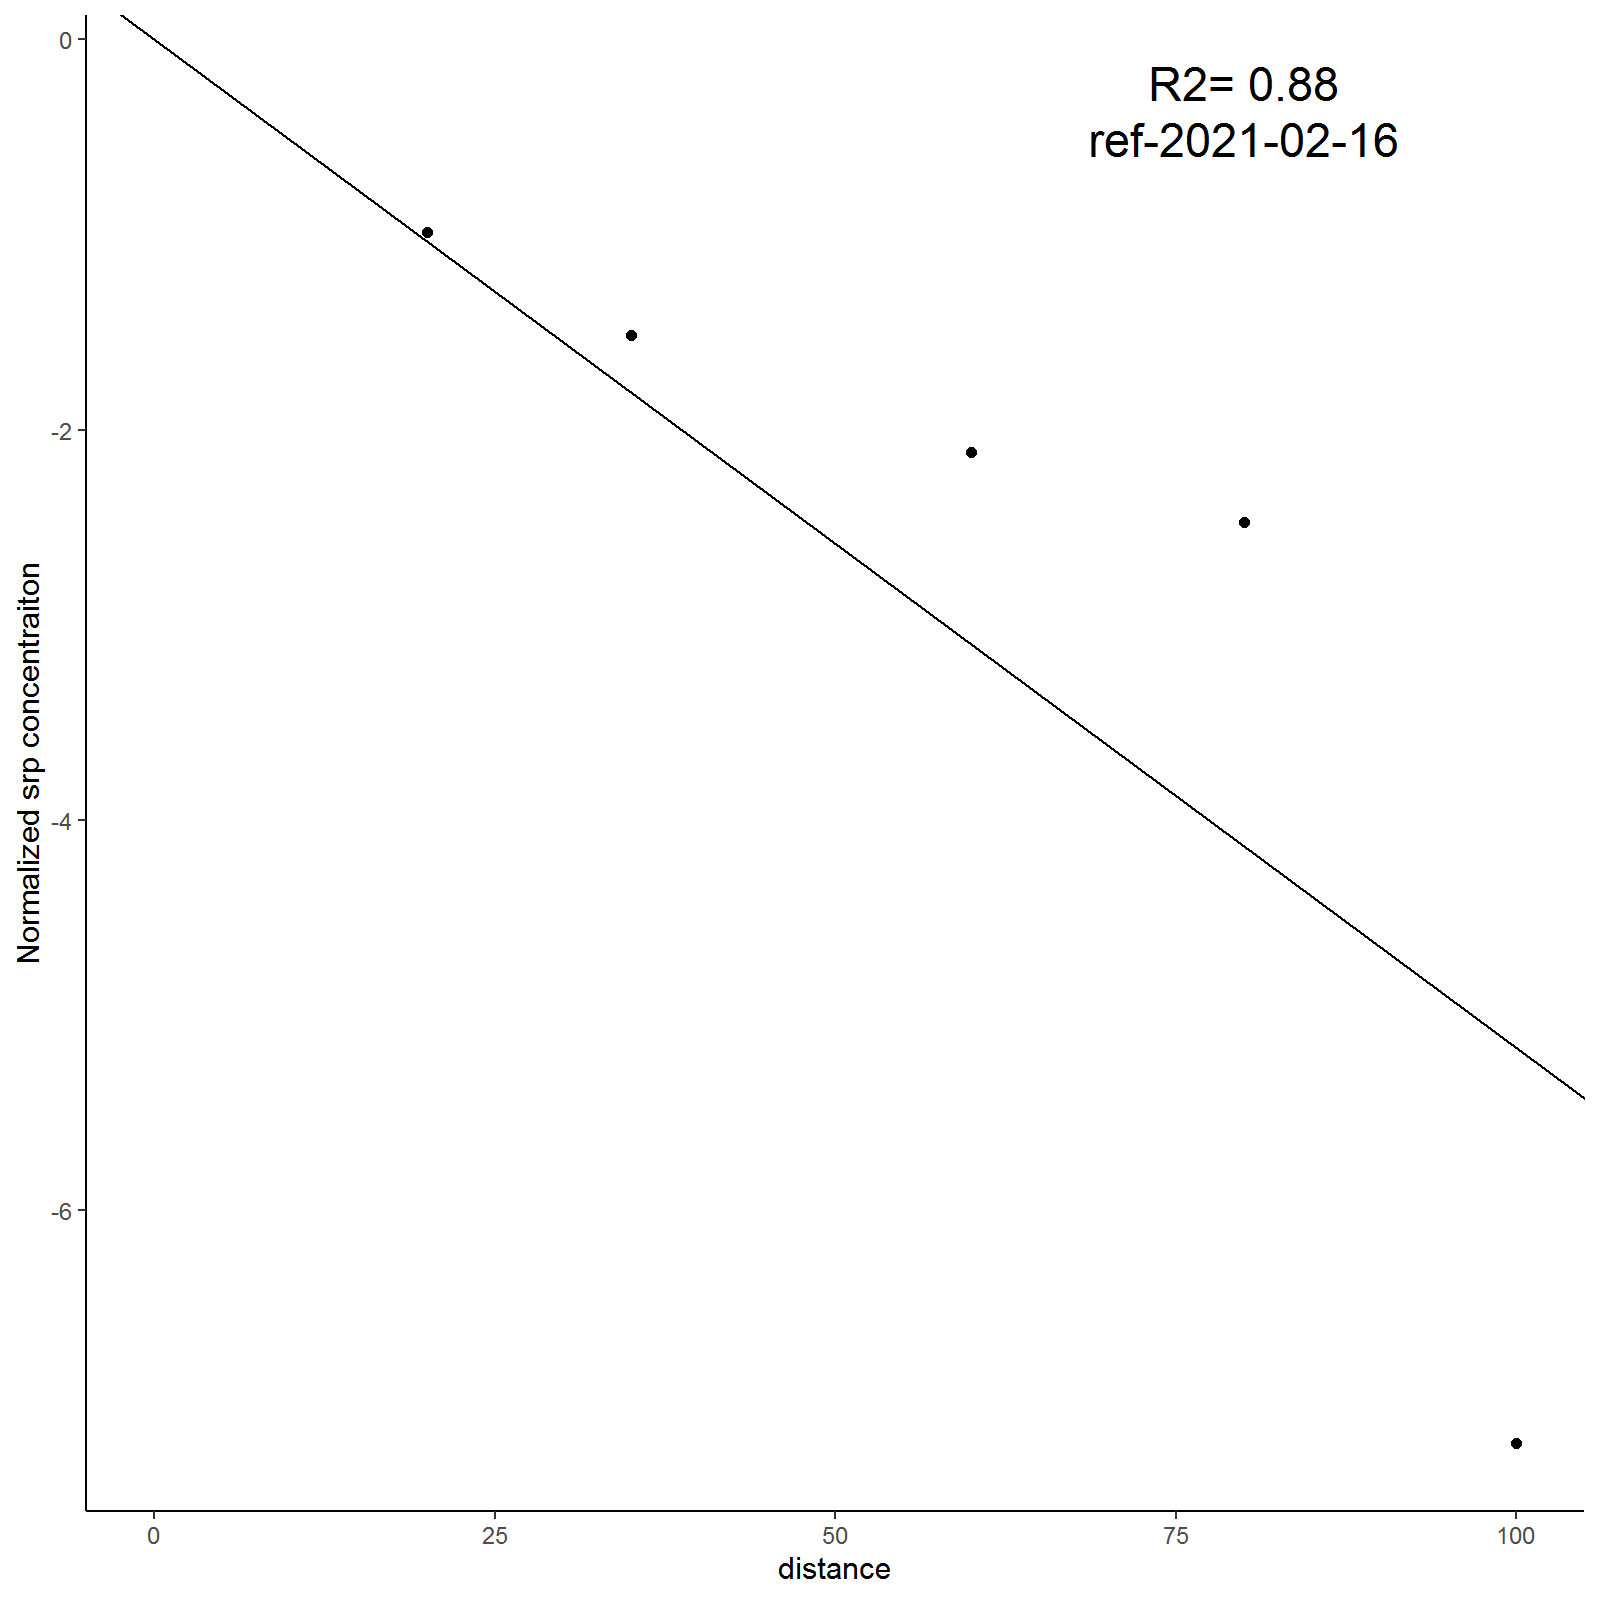 R2= 0.88
ref-2021-02-16
0
-2
-4
-6
Normalized srp concentraiton
0
25
50
75
100
distance